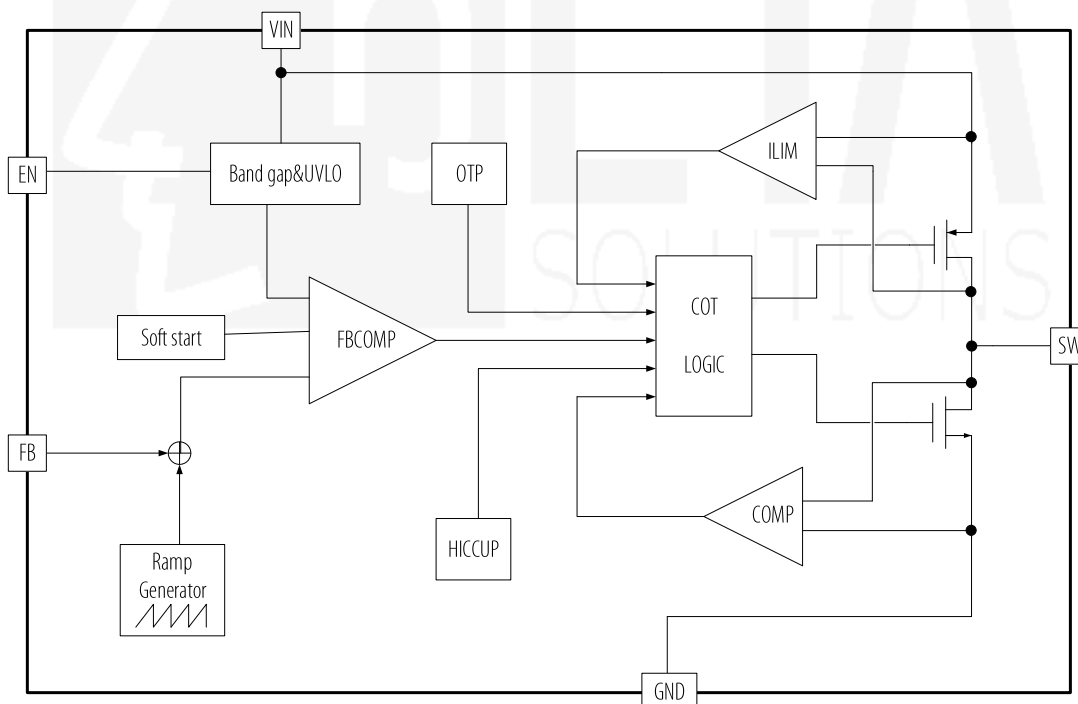 VIN
EN
Band gap&UVLO
OTP
ILIM
SOLUTIONS
COT
LOGIC
Soft start
FBCOMP
SW
FB
COMP
HICCUP
Ramp
Generator
GND